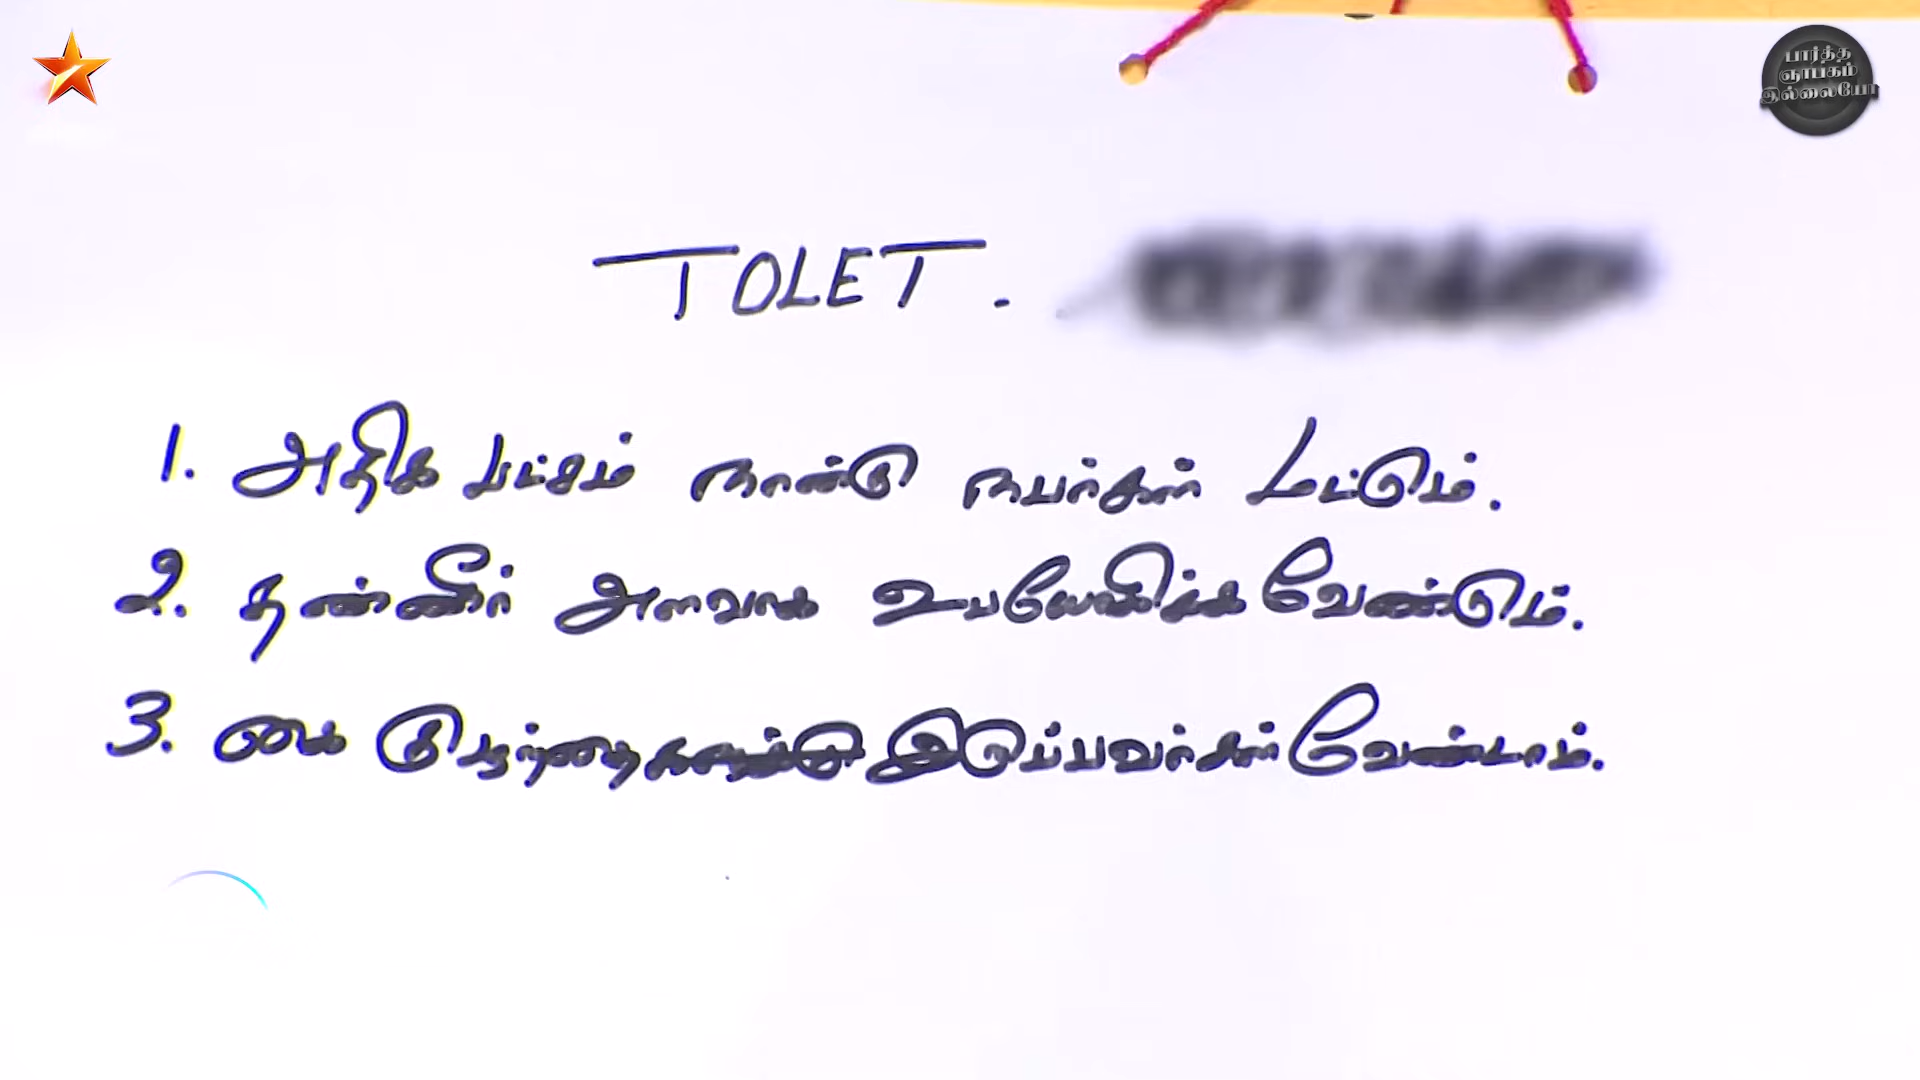 பார்த்த
ஞாபகம்
இல்லையோ
TOLET.
1. அதிக பட்சம் நான்கு நபர்கள் மட்டும்.
2. தண்ணீர் அளவாக உபயோகிக்க வேண்டும்.
3. கை குழந்தைகள் இருப்பவர்கள் வேண்டாம்.